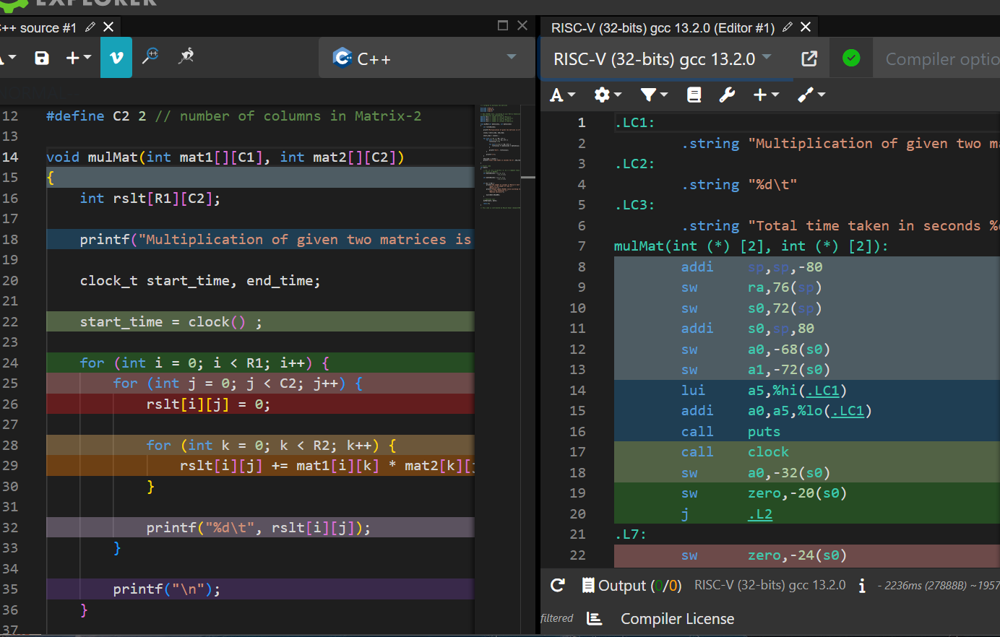 EXPLORER
C++ source #1
A
+
v
C++
12 #define C2 2 // number of columns in Matrix-2
13
14 void mulMat(int mat1[][C1], int mat2[][C2])
15 {
16 int rslt[R1][C2];
17
18 printf("Multiplication of given two matrices is
19
20 clock_t start_time, end_time;
21
22 start_time = clock() ;
23
24 for (int i = 0; i < R1; i++) {
25 for (int j = 0; j < C2; j++) {
26 rslt[i][j] = 0;
27
28 for (int k = 0; k < R2; k++) {
29 rslt[i][j] += mat1[i][k] * mat2[k][j
30 }
31
32 printf("%d\t", rslt[i][j]);
33 }
34
35 printf("\n");
36 }
37
RISC-V (32-bits) gcc 13.2.0 (Editor #1)
RISC-V (32-bits) gcc 13.2.0
Compiler optio
A
+
1 .LC1:
2 .string "Multiplication of given two ma
3 .LC2:
4 .string "%d\t"
5 .LC3:
6 .string "Total time taken in seconds %
7 mulMat(int (*) [2], int (*) [2]):
8 addi sp,sp,-80
9 sw ra,76(sp)
10 sw s0,72(sp)
11 addi s0,sp,80
12 sw a0,-68(s0)
13 sw a1,-72(s0)
14 lui a5,%hi(.LC1)
15 addi a0,a5,%lo(.LC1)
16 call puts
17 call clock
18 sw a0,-32(s0)
19 sw zero,-20(s0)
20 j .L2
21 .L7:
22 sw zero,-24(s0)
Output (0/0) RISC-V (32-bits) gcc 13.2.0 i - 2236ms (27888B) ~1957
filtered Compiler License